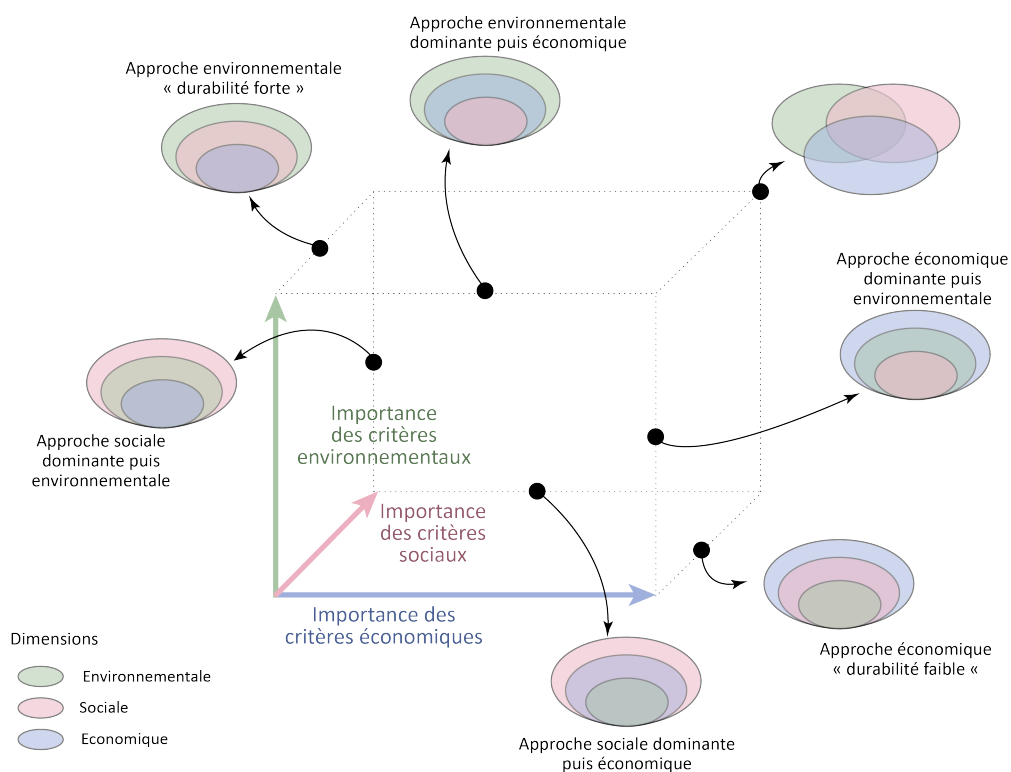 Approche environnementale
dominante puis économique
Approche environnementale
« durabilité forte »
Approche économique
dominante puis
environnementale
Approche sociale
dominante puis
environnementale
Importance
des critères
environnementaux
Importance
des critères
sociaux
Importance des
critères économiques
Dimensions
Environnementale
Sociale
Economique
Approche économique
« durabilité faible «
Approche sociale dominante
puis économique